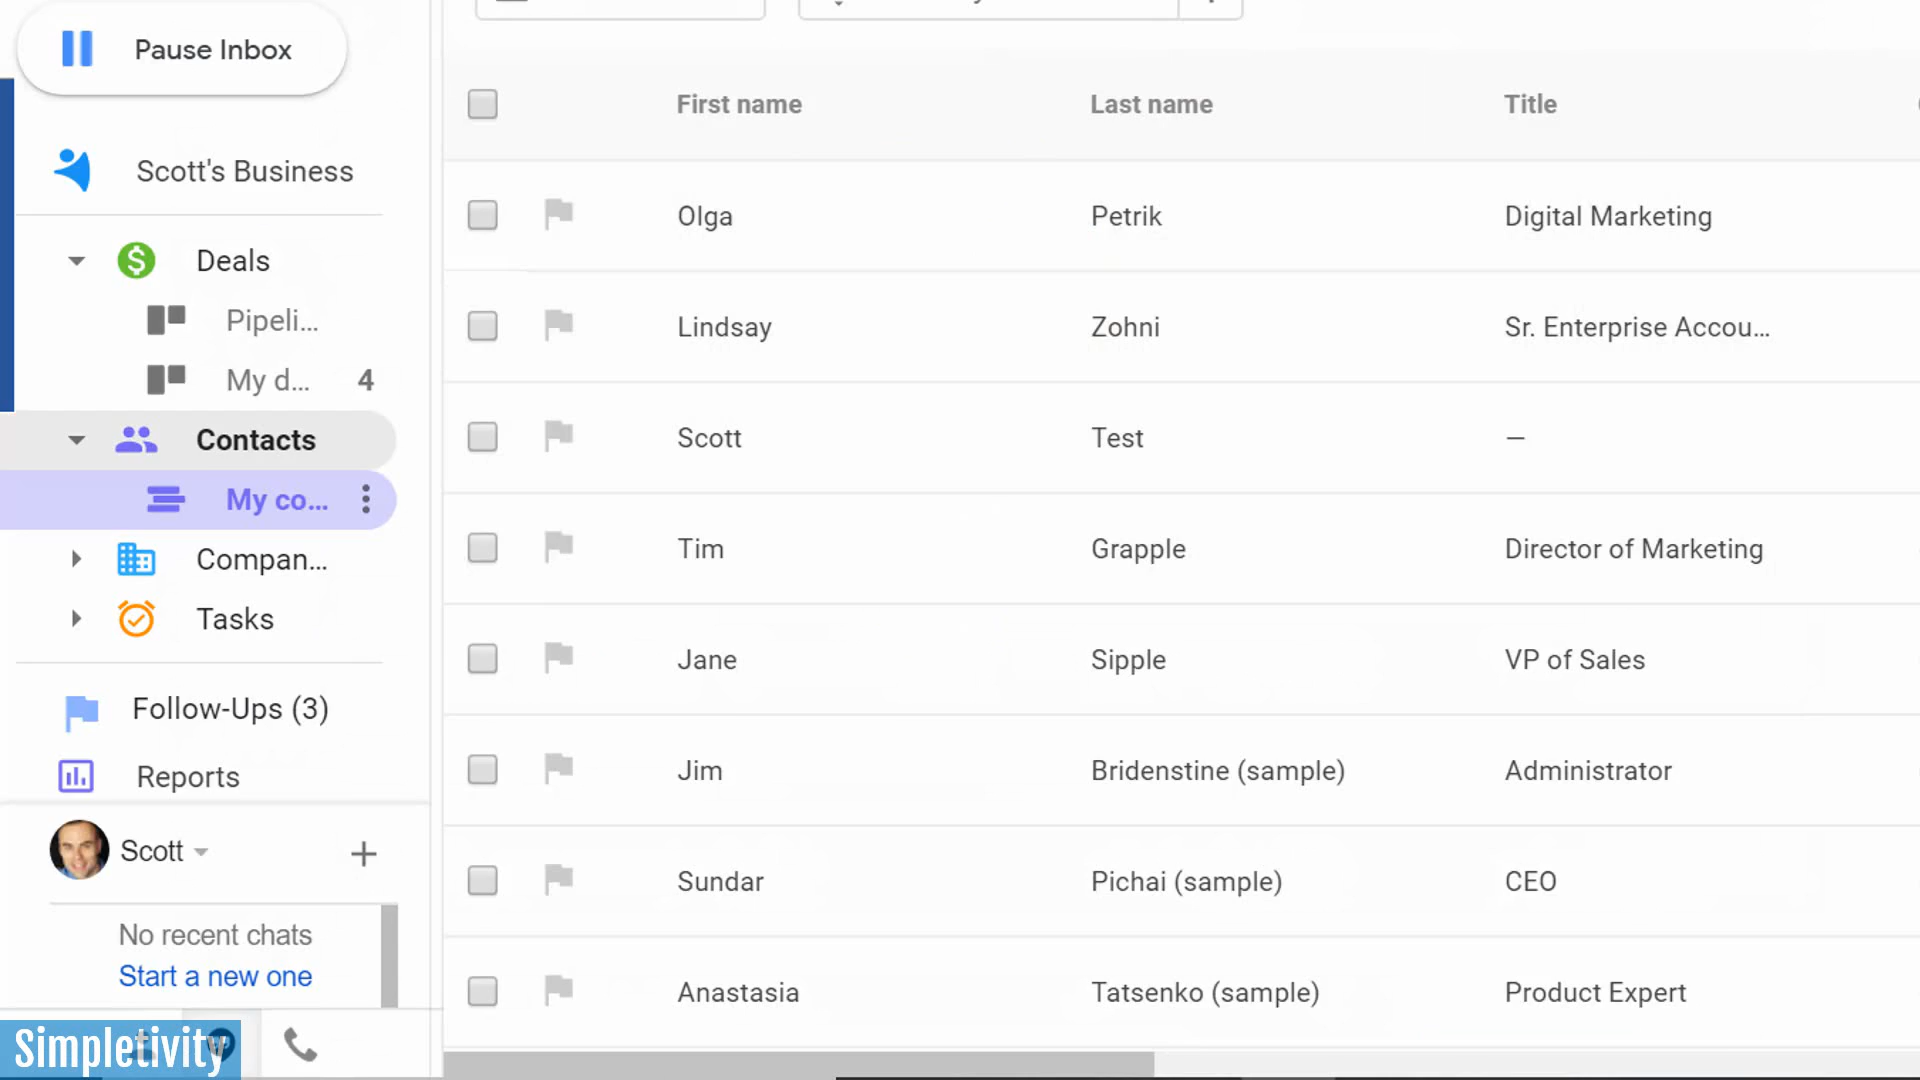 Pause Inbox
Scott's Business
Deals
Pipeli...
My d... 4
Contacts
My co...
Compan...
Tasks
Follow-Ups (3)
Reports
Scott
No recent chats
Start a new one
Simpletivity
First name Last name Title
Olga Petrik Digital Marketing
Lindsay Zohni Sr. Enterprise Accou...
Scott Test —
Tim Grapple Director of Marketing
Jane Sipple VP of Sales
Jim Bridenstine (sample) Administrator
Sundar Pichai (sample) CEO
Anastasia Tatsenko (sample) Product Expert